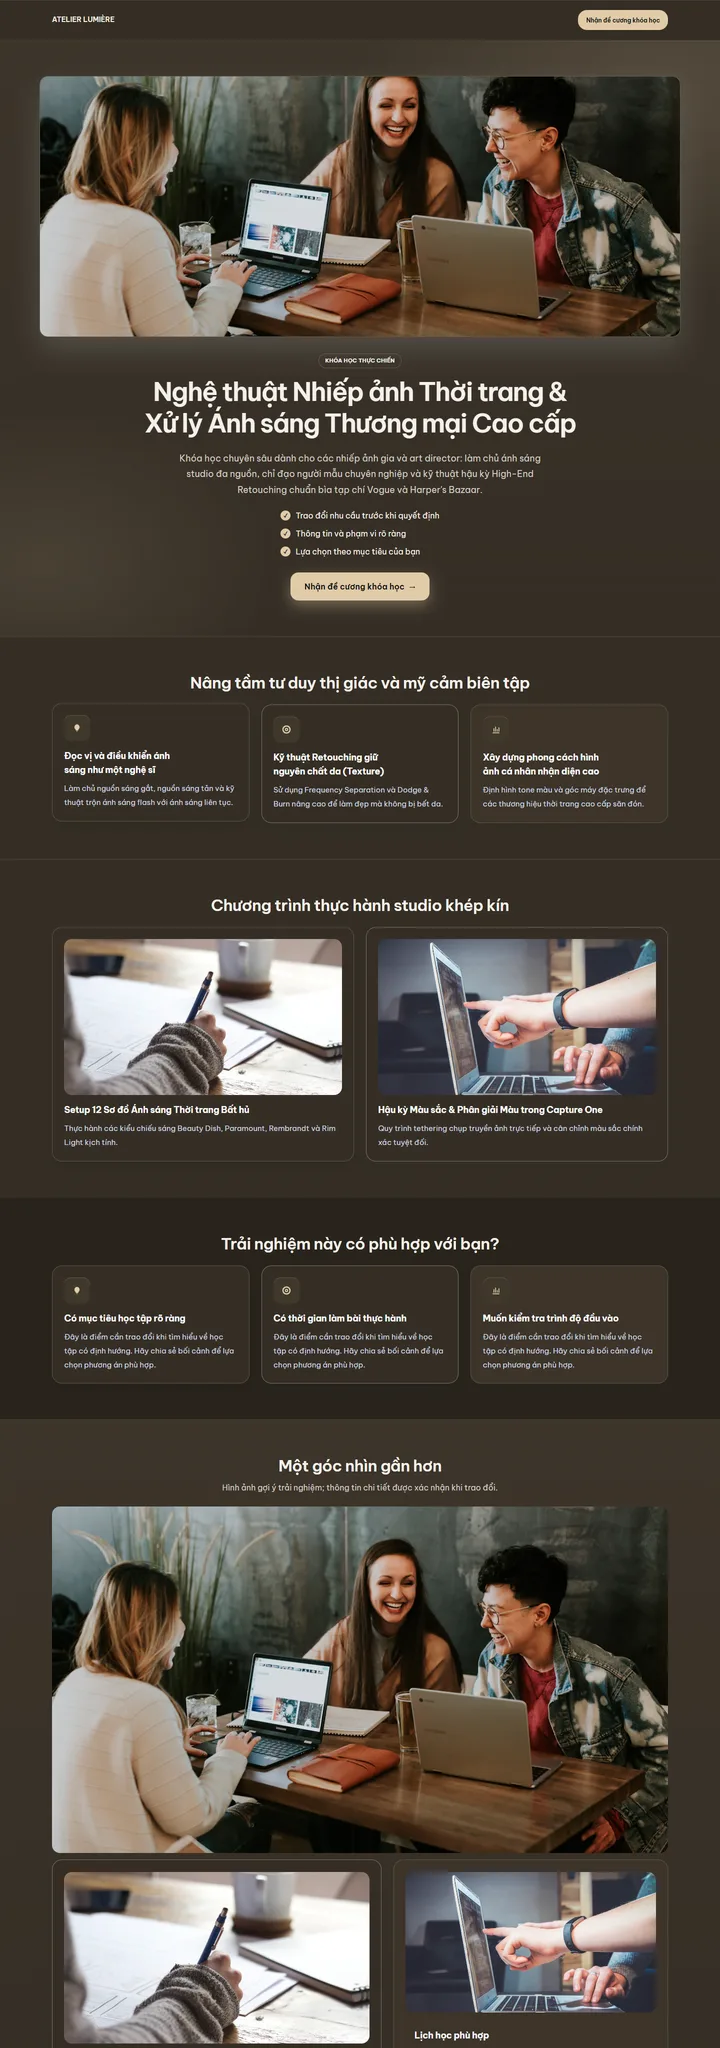 ATELIER LUMIÈRE
Nhận đề cương khóa học
KHÓA HỌC THỰC CHIẾN
Nghệ thuật Nhiếp ảnh Thời trang &
Xử lý Ánh sáng Thương mại Cao cấp
Khóa học chuyên sâu dành cho các nhiếp ảnh gia và art director: làm chủ ánh sáng
studio đa nguồn, chỉ đạo người mẫu chuyên nghiệp và kỹ thuật hậu kỳ High-End
Retouching chuẩn bìa tạp chí Vogue và Harper's Bazaar.
Trao đổi nhu cầu trước khi quyết định
Thông tin và phạm vi rõ ràng
Lựa chọn theo mục tiêu của bạn
Nhận đề cương khóa học →
Nâng tầm tư duy thị giác và mỹ cảm biên tập
Đọc vị và điều khiển ánh
sáng như một nghệ sĩ
Làm chủ nguồn sáng gắt, nguồn sáng tản và kỹ
thuật trộn ánh sáng flash với ánh sáng liên tục.
Kỹ thuật Retouching giữ
nguyên chất da (Texture)
Sử dụng Frequency Separation và Dodge &
Burn nâng cao để làm đẹp mà không bị bết da.
Xây dựng phong cách hình
ảnh cá nhân nhận diện cao
Định hình tone màu và góc máy đặc trưng để
các thương hiệu thời trang cao cấp săn đón.
Chương trình thực hành studio khép kín
Setup 12 Sơ đồ Ánh sáng Thời trang Bất hủ
Thực hành các kiểu chiếu sáng Beauty Dish, Paramount, Rembrandt và Rim
Light kịch tính.
Hậu kỳ Màu sắc & Phân giải Màu trong Capture One
Quy trình tethering chụp truyền ảnh trực tiếp và cân chỉnh màu sắc chính
xác tuyệt đối.
Trải nghiệm này có phù hợp với bạn?
Có mục tiêu học tập rõ ràng
Đây là điểm cần trao đổi khi tìm hiểu về học
tập có định hướng. Hãy chia sẻ bối cảnh để lựa
chọn phương án phù hợp.
Có thời gian làm bài thực hành
Đây là điểm cần trao đổi khi tìm hiểu về học
tập có định hướng. Hãy chia sẻ bối cảnh để lựa
chọn phương án phù hợp.
Muốn kiểm tra trình độ đầu vào
Đây là điểm cần trao đổi khi tìm hiểu về học
tập có định hướng. Hãy chia sẻ bối cảnh để lựa
chọn phương án phù hợp.
Một góc nhìn gần hơn
Hình ảnh gợi ý trải nghiệm; thông tin chi tiết được xác nhận khi trao đổi.
Lịch học phù hợp